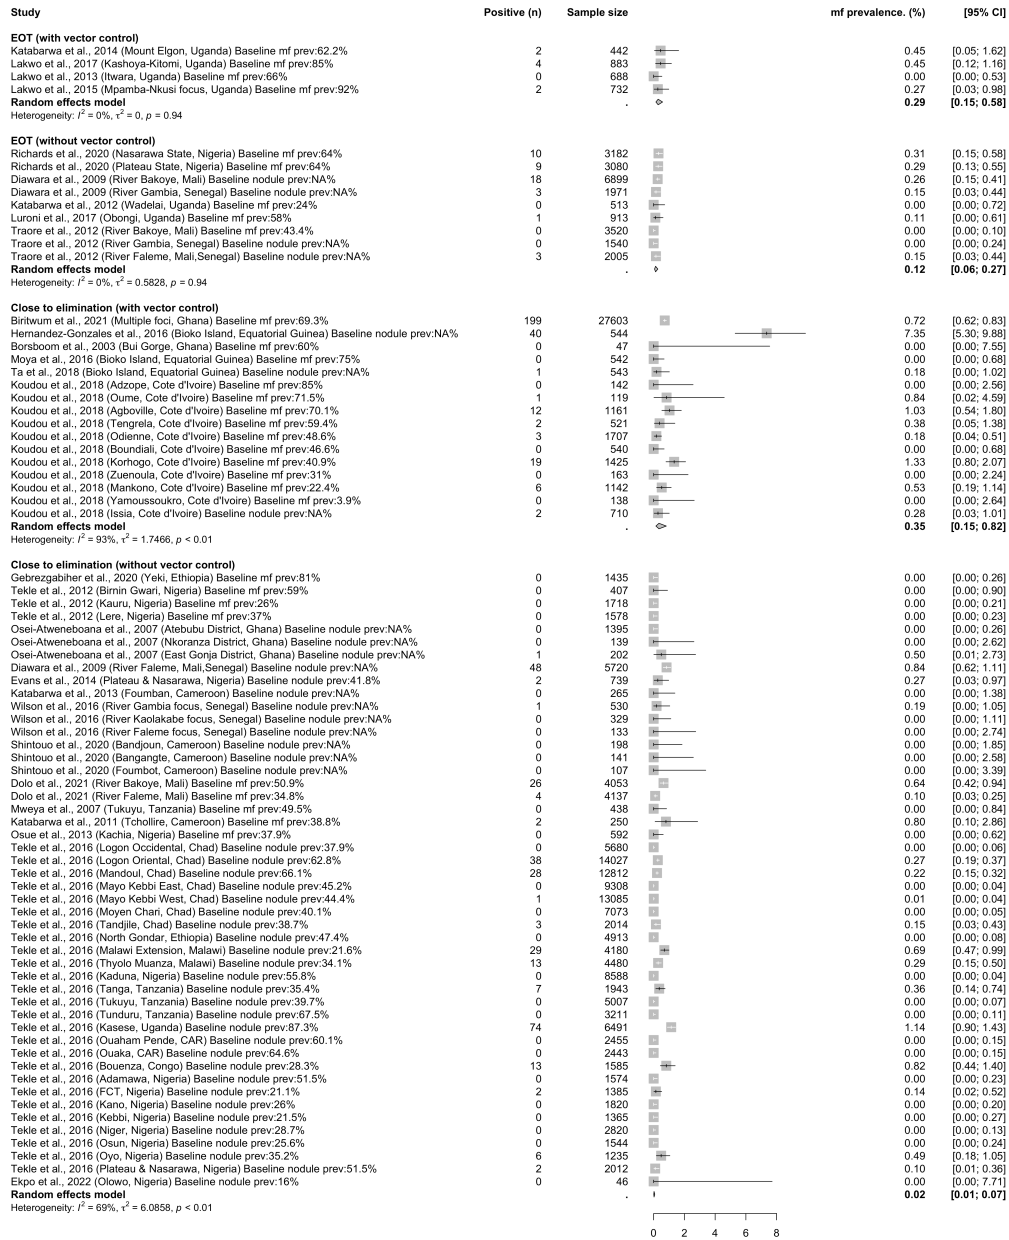 Study Positive (n) Sample size mf prevalence. (%) [95% CI]
EOT (with vector control)
Katabarwa et al., 2014 (Mount Elgon, Uganda) Baseline mf prev:62.2% 2 442 0.45 [0.05; 1.62]
Lakwo et al., 2017 (Kashoya-Kitomi, Uganda) Baseline mf prev:85% 4 883 0.45 [0.12; 1.16]
Lakwo et al., 2013 (Itwara, Uganda) Baseline mf prev:66% 0 688 0.00 [0.00; 0.53]
Lakwo et al., 2015 (Mpamba-Nkusi focus, Uganda) Baseline mf prev:92% 2 732 0.27 [0.03; 0.98]
Random effects model . 0.29 [0.15; 0.58]
Heterogeneity: I² = 0%, τ² = 0, p = 0.94
EOT (without vector control)
Richards et al., 2020 (Nasarawa State, Nigeria) Baseline mf prev:64% 10 3182 0.31 [0.15; 0.58]
Richards et al., 2020 (Plateau State, Nigeria) Baseline mf prev:64% 9 3080 0.29 [0.13; 0.55]
Diawara et al., 2009 (River Bakoye, Mali) Baseline nodule prev:NA% 18 6899 0.26 [0.15; 0.41]
Diawara et al., 2009 (River Gambia, Senegal) Baseline nodule prev:NA% 3 1971 0.15 [0.03; 0.44]
Katabarwa et al., 2012 (Wadelai, Uganda) Baseline mf prev:24% 0 513 0.00 [0.00; 0.72]
Luroni et al., 2017 (Obongi, Uganda) Baseline mf prev:58% 1 913 0.11 [0.00; 0.61]
Traore et al., 2012 (River Bakoye, Mali) Baseline mf prev:43.4% 0 3520 0.00 [0.00; 0.10]
Traore et al., 2012 (River Gambia, Senegal) Baseline mf prev:NA% 0 1540 0.00 [0.00; 0.24]
Traore et al., 2012 (River Faleme, Mali,Senegal) Baseline nodule prev:NA% 3 2005 0.15 [0.03; 0.44]
Random effects model . 0.12 [0.06; 0.27]
Heterogeneity: I² = 0%, τ² = 0.5828, p = 0.94
Close to elimination (with vector control)
Biritwum et al., 2021 (Multiple foci, Ghana) Baseline mf prev:69.3% 199 27603 0.72 [0.62; 0.83]
Hernandez-Gonzales et al., 2016 (Bioko Island, Equatorial Guinea) Baseline nodule prev:NA% 40 544 7.35 [5.30; 9.88]
Borsboom et al., 2003 (Bui Gorge, Ghana) Baseline mf prev:60% 0 47 0.00 [0.00; 7.55]
Moya et al., 2016 (Bioko Island, Equatorial Guinea) Baseline mf prev:75% 0 542 0.00 [0.00; 0.68]
Ta et al., 2018 (Bioko Island, Equatorial Guinea) Baseline nodule prev:NA% 1 543 0.18 [0.00; 1.02]
Koudou et al., 2018 (Adzope, Cote d'Ivoire) Baseline mf prev:85% 0 142 0.00 [0.00; 2.56]
Koudou et al., 2018 (Oume, Cote d'Ivoire) Baseline mf prev:71.5% 1 119 0.84 [0.02; 4.59]
Koudou et al., 2018 (Agboville, Cote d'Ivoire) Baseline mf prev:70.1% 12 1161 1.03 [0.54; 1.80]
Koudou et al., 2018 (Tengrela, Cote d'Ivoire) Baseline mf prev:59.4% 2 521 0.38 [0.05; 1.38]
Koudou et al., 2018 (Odienne, Cote d'Ivoire) Baseline mf prev:48.6% 3 1707 0.18 [0.04; 0.51]
Koudou et al., 2018 (Boundiali, Cote d'Ivoire) Baseline mf prev:46.6% 0 540 0.00 [0.00; 0.68]
Koudou et al., 2018 (Korhogo, Cote d'Ivoire) Baseline mf prev:40.9% 19 1425 1.33 [0.80; 2.07]
Koudou et al., 2018 (Zuenoula, Cote d'Ivoire) Baseline mf prev:31% 0 163 0.00 [0.00; 2.24]
Koudou et al., 2018 (Mankono, Cote d'Ivoire) Baseline mf prev:22.4% 6 1142 0.53 [0.19; 1.14]
Koudou et al., 2018 (Yamoussoukro, Cote d'Ivoire) Baseline mf prev:3.9% 0 138 0.00 [0.00; 2.64]
Koudou et al., 2018 (Issia, Cote d'Ivoire) Baseline nodule prev:NA% 2 710 0.28 [0.03; 1.01]
Random effects model . 0.35 [0.15; 0.82]
Heterogeneity: I² = 93%, τ² = 1.7466, p < 0.01
Close to elimination (without vector control)
Gebrezgabiher et al., 2020 (Yeki, Ethiopia) Baseline mf prev:81% 0 1435 0.00 [0.00; 0.26]
Tekle et al., 2012 (Birnin Gwari, Nigeria) Baseline mf prev:59% 0 407 0.00 [0.00; 0.90]
Tekle et al., 2012 (Kauru, Nigeria) Baseline mf prev:26% 0 1718 0.00 [0.00; 0.21]
Tekle et al., 2012 (Lere, Nigeria) Baseline mf prev:37% 0 1578 0.00 [0.00; 0.23]
Osei-Atweneboana et al., 2007 (Atebubu District, Ghana) Baseline nodule prev:NA% 0 1395 0.00 [0.00; 0.26]
Osei-Atweneboana et al., 2007 (Nkoranza District, Ghana) Baseline nodule prev:NA% 0 139 0.00 [0.00; 2.62]
Osei-Atweneboana et al., 2007 (East Gonja District, Ghana) Baseline nodule prev:NA% 1 202 0.50 [0.01; 2.73]
Diawara et al., 2009 (River Faleme, Mali,Senegal) Baseline nodule prev:NA% 48 5720 0.84 [0.62; 1.11]
Evans et al., 2014 (Plateau & Nasarawa, Nigeria) Baseline nodule prev:41.8% 2 739 0.27 [0.03; 0.97]
Katabarwa et al., 2013 (Foumban, Cameroon) Baseline nodule prev:NA% 0 265 0.00 [0.00; 1.38]
Wilson et al., 2016 (River Gambia focus, Senegal) Baseline nodule prev:NA% 1 530 0.19 [0.00; 1.05]
Wilson et al., 2016 (River Kaolakabe focus, Senegal) Baseline nodule prev:NA% 0 329 0.00 [0.00; 1.11]
Wilson et al., 2016 (River Faleme focus, Senegal) Baseline nodule prev:NA% 0 133 0.00 [0.00; 2.74]
Shintouo et al., 2020 (Bandjoun, Cameroon) Baseline nodule prev:NA% 0 198 0.00 [0.00; 1.85]
Shintouo et al., 2020 (Bangangte, Cameroon) Baseline nodule prev:NA% 0 141 0.00 [0.00; 2.58]
Shintouo et al., 2020 (Foumbot, Cameroon) Baseline nodule prev:NA% 0 107 0.00 [0.00; 3.39]
Dolo et al., 2021 (River Bakoye, Mali) Baseline mf prev:50.9% 26 4053 0.64 [0.42; 0.94]
Dolo et al., 2021 (River Faleme, Mali) Baseline mf prev:34.8% 4 4137 0.10 [0.03; 0.25]
Mweya et al., 2007 (Tukuyu, Tanzania) Baseline mf prev:49.5% 0 438 0.00 [0.00; 0.84]
Katabarwa et al., 2011 (Tchollire, Cameroon) Baseline mf prev:38.8% 2 250 0.80 [0.10; 2.86]
Osue et al., 2013 (Kachia, Nigeria) Baseline mf prev:37.9% 0 592 0.00 [0.00; 0.62]
Tekle et al., 2016 (Logon Occidental, Chad) Baseline nodule prev:37.9% 0 5680 0.00 [0.00; 0.06]
Tekle et al., 2016 (Logon Oriental, Chad) Baseline nodule prev:62.8% 38 14027 0.27 [0.19; 0.37]
Tekle et al., 2016 (Mandoul, Chad) Baseline nodule prev:66.1% 28 12812 0.22 [0.15; 0.32]
Tekle et al., 2016 (Mayo Kebbi East, Chad) Baseline nodule prev:45.2% 0 9308 0.00 [0.00; 0.04]
Tekle et al., 2016 (Mayo Kebbi West, Chad) Baseline nodule prev:44.4% 1 13085 0.01 [0.00; 0.04]
Tekle et al., 2016 (Moyen Chari, Chad) Baseline nodule prev:40.1% 0 7073 0.00 [0.00; 0.05]
Tekle et al., 2016 (Tandjile, Chad) Baseline nodule prev:38.7% 3 2014 0.15 [0.03; 0.43]
Tekle et al., 2016 (North Gondar, Ethiopia) Baseline nodule prev:47.4% 0 4913 0.00 [0.00; 0.08]
Tekle et al., 2016 (Malawi Extension, Malawi) Baseline nodule prev:21.6% 29 4180 0.69 [0.47; 0.99]
Tekle et al., 2016 (Thyolo Muanza, Malawi) Baseline nodule prev:34.1% 13 4480 0.29 [0.15; 0.50]
Tekle et al., 2016 (Kaduna, Nigeria) Baseline nodule prev:55.8% 0 8588 0.00 [0.00; 0.04]
Tekle et al., 2016 (Tanga, Tanzania) Baseline nodule prev:35.4% 7 1943 0.36 [0.14; 0.74]
Tekle et al., 2016 (Tukuyu, Tanzania) Baseline nodule prev:39.7% 0 5007 0.00 [0.00; 0.07]
Tekle et al., 2016 (Tunduru, Tanzania) Baseline nodule prev:67.5% 0 3211 0.00 [0.00; 0.11]
Tekle et al., 2016 (Kasese, Uganda) Baseline nodule prev:87.3% 74 6491 1.14 [0.90; 1.43]
Tekle et al., 2016 (Ouaham Pende, CAR) Baseline nodule prev:60.1% 0 2455 0.00 [0.00; 0.15]
Tekle et al., 2016 (Ouaka, CAR) Baseline nodule prev:64.6% 0 2443 0.00 [0.00; 0.15]
Tekle et al., 2016 (Bouenza, Congo) Baseline nodule prev:28.3% 13 1585 0.82 [0.44; 1.40]
Tekle et al., 2016 (Adamawa, Nigeria) Baseline nodule prev:51.5% 0 1574 0.00 [0.00; 0.23]
Tekle et al., 2016 (FCT, Nigeria) Baseline nodule prev:21.1% 2 1385 0.14 [0.02; 0.52]
Tekle et al., 2016 (Kano, Nigeria) Baseline nodule prev:26% 0 1820 0.00 [0.00; 0.20]
Tekle et al., 2016 (Kebbi, Nigeria) Baseline nodule prev:21.5% 0 1365 0.00 [0.00; 0.27]
Tekle et al., 2016 (Niger, Nigeria) Baseline nodule prev:28.7% 0 2820 0.00 [0.00; 0.13]
Tekle et al., 2016 (Osun, Nigeria) Baseline nodule prev:25.6% 0 1544 0.00 [0.00; 0.24]
Tekle et al., 2016 (Oyo, Nigeria) Baseline nodule prev:35.2% 6 1235 0.49 [0.18; 1.05]
Tekle et al., 2016 (Plateau & Nasarawa, Nigeria) Baseline nodule prev:51.5% 2 2012 0.10 [0.01; 0.36]
Ekpo et al., 2022 (Olowo, Nigeria) Baseline nodule prev:16% 0 46 0.00 [0.00; 7.71]
Random effects model . 0.02 [0.01; 0.07]
Heterogeneity: I² = 69%, τ² = 6.0858, p < 0.01
0 2 4 6 8